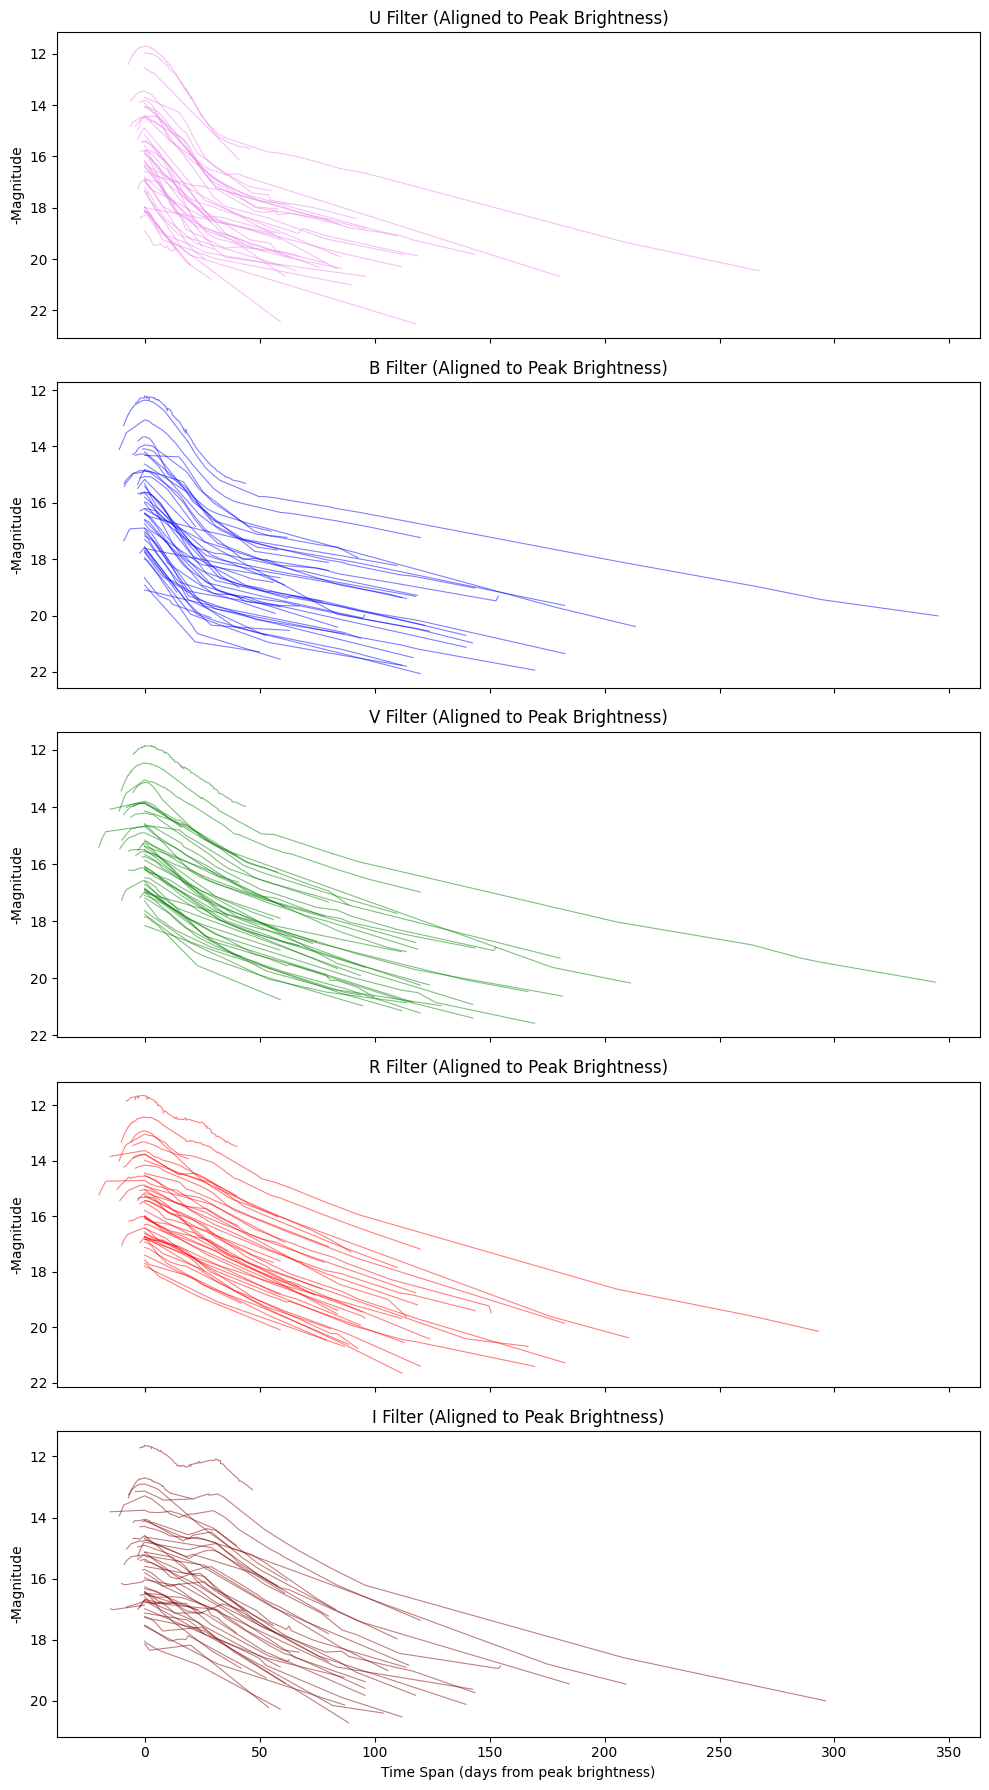 U Filter (Aligned to Peak Brightness)
12
14
16
18
20
22
-Magnitude
B Filter (Aligned to Peak Brightness)
12
14
16
18
20
22
-Magnitude
V Filter (Aligned to Peak Brightness)
12
14
16
18
20
22
-Magnitude
R Filter (Aligned to Peak Brightness)
12
14
16
18
20
22
-Magnitude
I Filter (Aligned to Peak Brightness)
12
14
16
18
20
-Magnitude
0 50 100 150 200 250 300 350
Time Span (days from peak brightness)